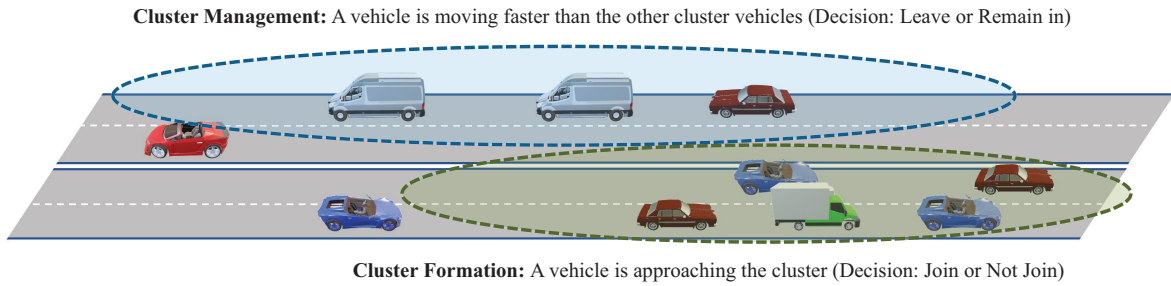 Cluster Management: A vehicle is moving faster than the other cluster vehicles (Decision: Leave or Remain in)
Cluster Formation: A vehicle is approaching the cluster (Decision: Join or Not Join)